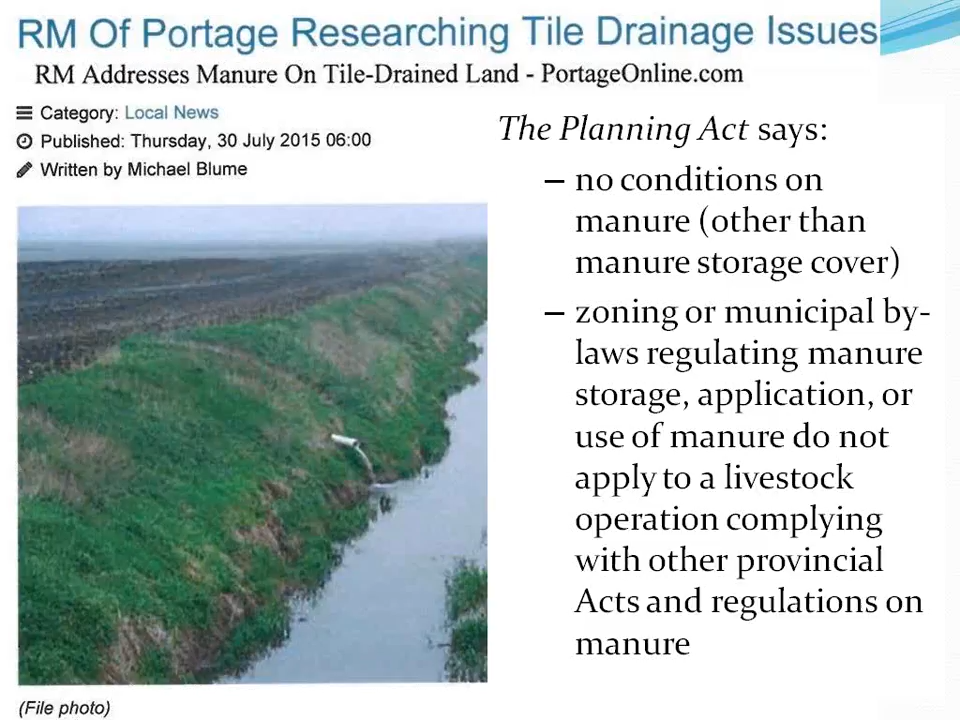 RM Of Portage Researching Tile Drainage Issues
RM Addresses Manure On Tile-Drained Land - PortageOnline.com
Category: Local News
Published: Thursday, 30 July 2015 06:00
Written by Michael Blume
(File photo)
The Planning Act says:
– no conditions on
manure (other than
manure storage cover)
– zoning or municipal by-
laws regulating manure
storage, application, or
use of manure do not
apply to a livestock
operation complying
with other provincial
Acts and regulations on
manure